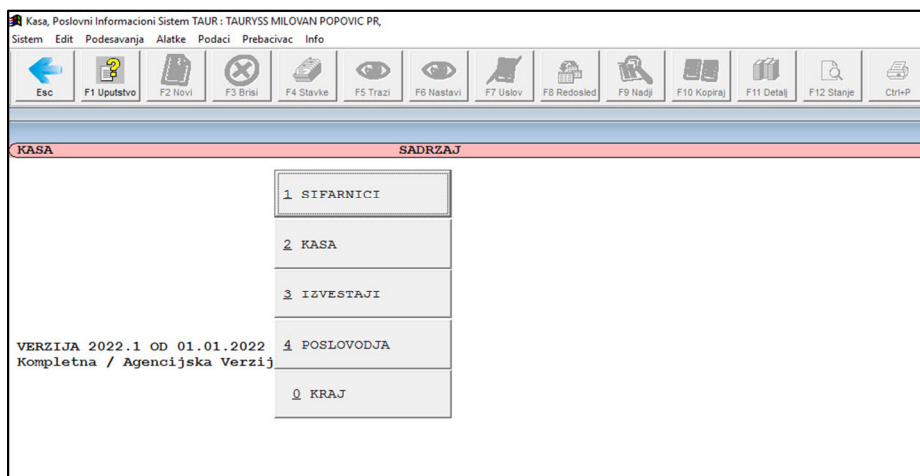 Kasa, Poslovni Informacioni Sistem TAUR : TAURYSS MILOVAN POPOVIC PR,
Sistem Edit Podesavanja Alatke Podaci Prebacivac Info
Esc F1 Uputstvo F2 Novi F3 Brisi F4 Stavke F5 Trazi F6 Nastavi F7 Uslov F8 Redosled F9 Nadji F10 Kopiraj F11 Detalj F12 Stanje Ctrl+P
KASA SADRZAJ
1 SIFARNICI
2 KASA
3 IZVESTAJI
VERZIJA 2022.1 OD 01.01.2022 4 POSLOVODJA
Kompletna / Agencijska Verzij
0 KRAJ